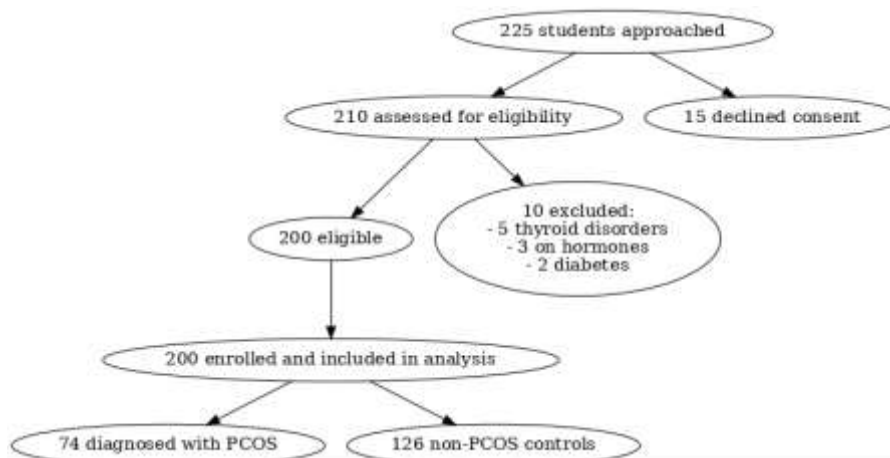 225 students approached
210 assessed for eligibility
15 declined consent
10 excluded:
- 5 thyroid disorders
- 3 on hormones
- 2 diabetes
200 eligible
200 enrolled and included in analysis
74 diagnosed with PCOS
126 non-PCOS controls